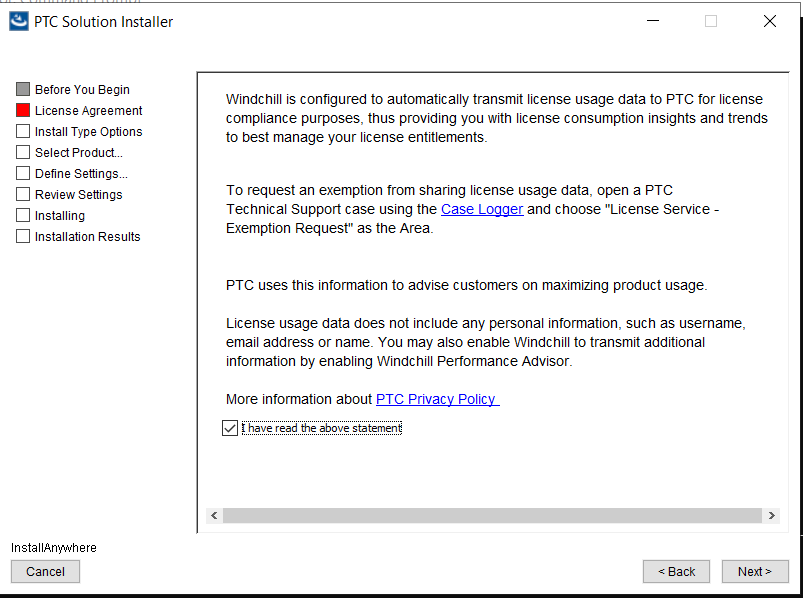 PTC Solution Installer
Before You Begin
License Agreement
Install Type Options
Select Product...
Define Settings...
Review Settings
Installing
Installation Results
Windchill is configured to automatically transmit license usage data to PTC for license
compliance purposes, thus providing you with license consumption insights and trends
to best manage your license entitlements.
To request an exemption from sharing license usage data, open a PTC
Technical Support case using the Case Logger and choose "License Service -
Exemption Request" as the Area.
PTC uses this information to advise customers on maximizing product usage.
License usage data does not include any personal information, such as username,
email address or name. You may also enable Windchill to transmit additional
information by enabling Windchill Performance Advisor.
More information about PTC Privacy Policy
I have read the above statement
InstallAnywhere
Cancel
< Back
Next >